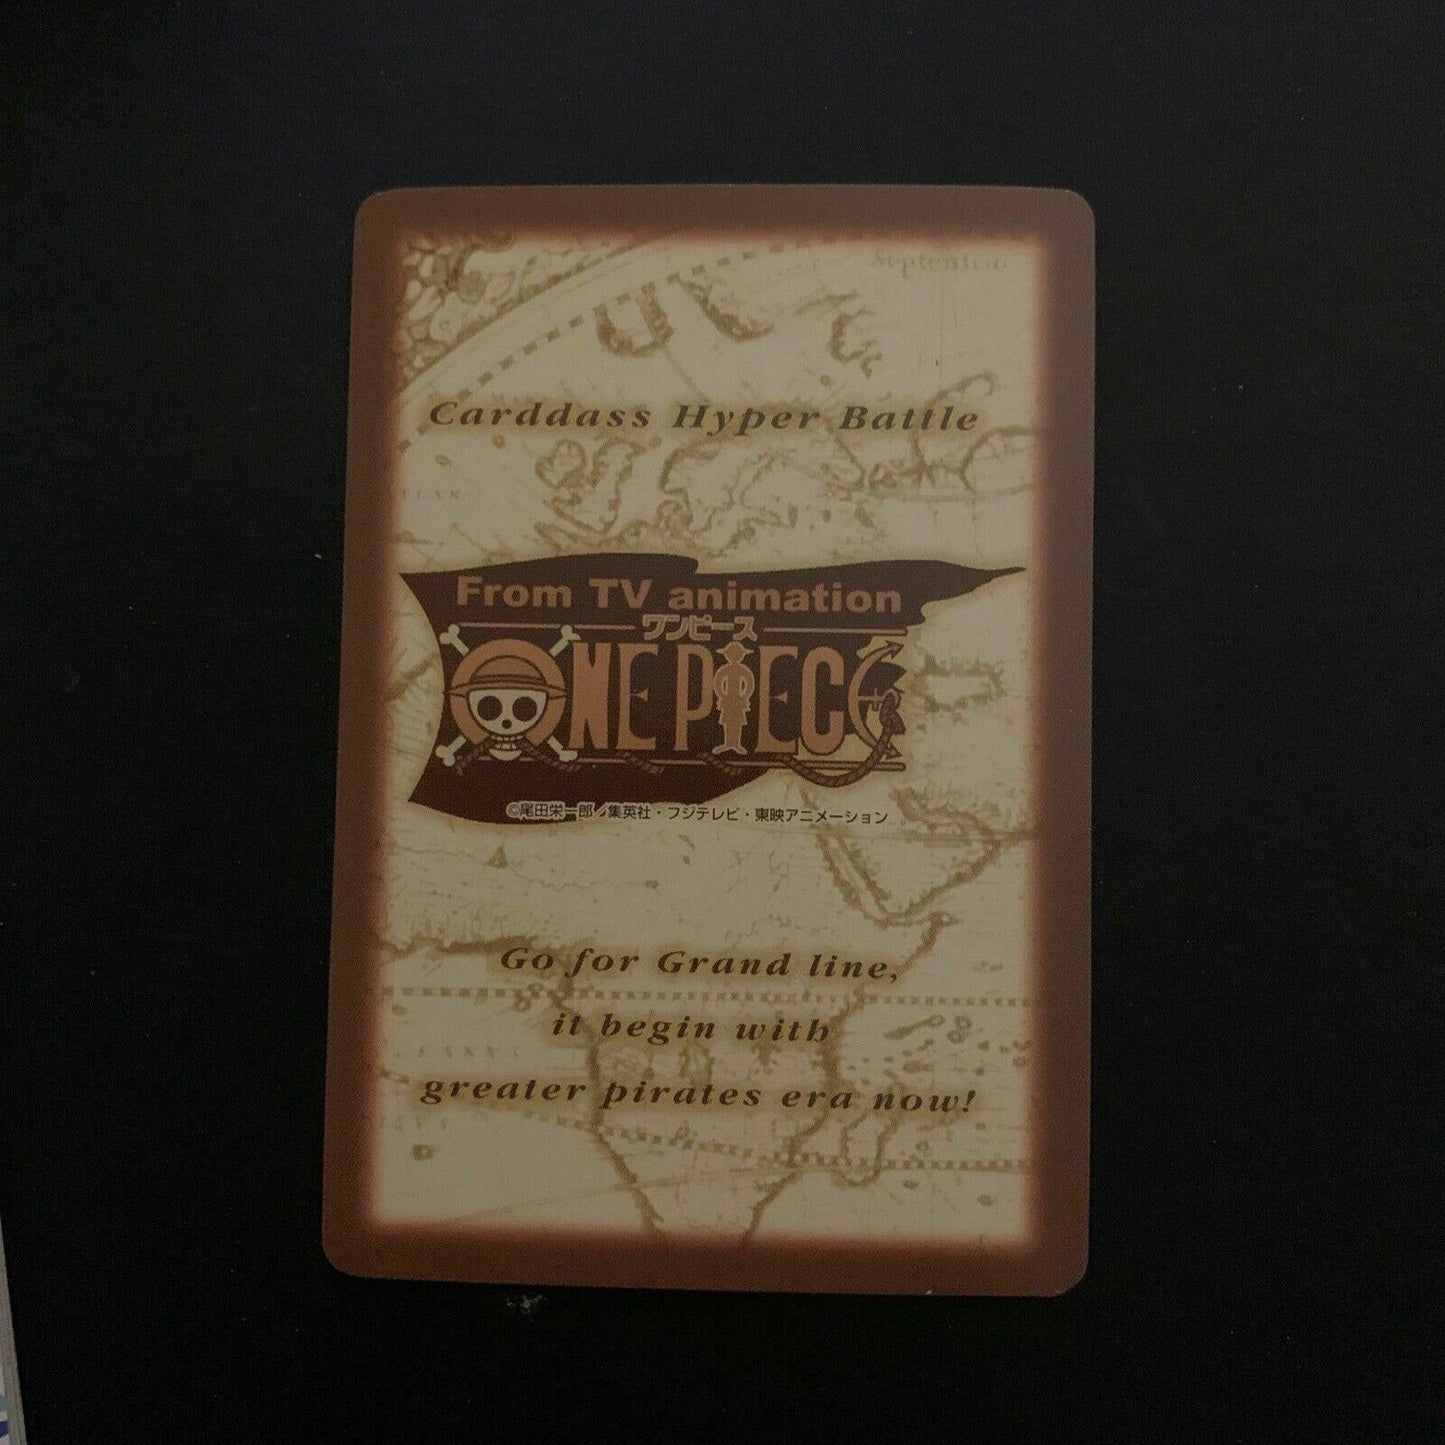 Septentrio
Carddass Hyper Battle
From TV animation
ワンピース
ONE PIECE
©尾田栄一郎／集英社・フジテレビ・東映アニメーション
Go for Grand line,
it begin with
greater pirates era now!